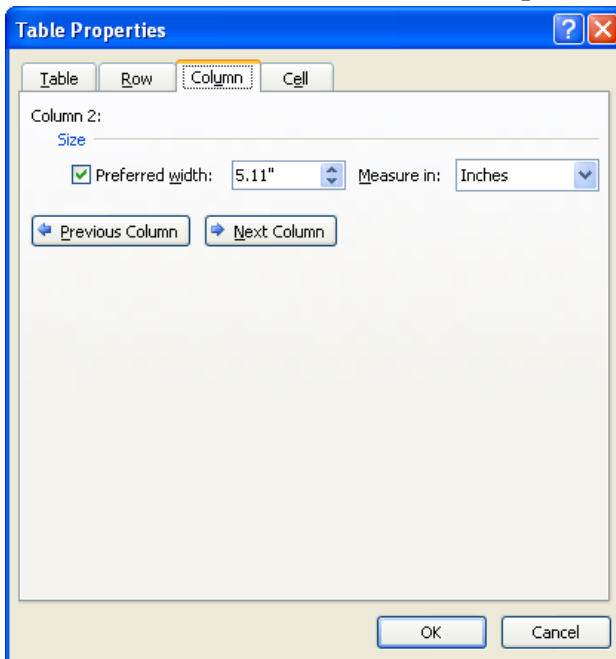 Table Properties
Table Row Column Cell
Column 2:
Size
Preferred width: 5.11" Measure in: Inches
Previous Column Next Column
OK Cancel